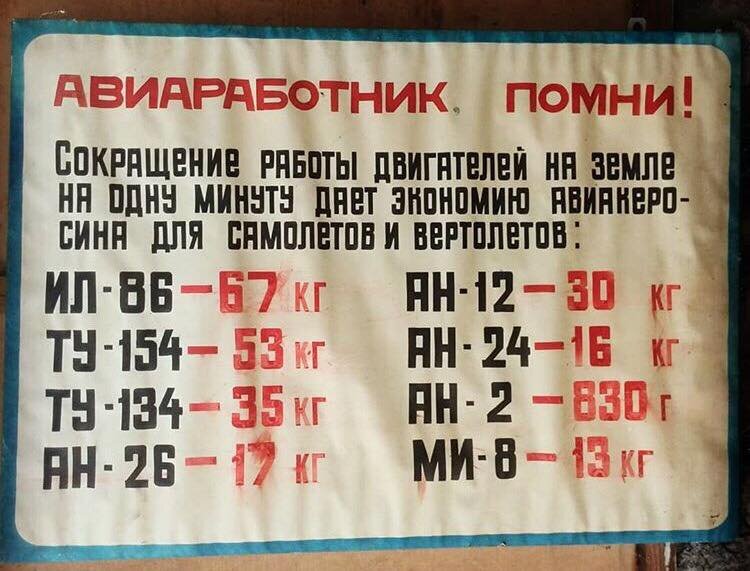 АВИАРАБОТНИК, ПОМНИ!
Сокращение работы двигателей на земле
на одну минуту дает экономию авиакеро-
сина для самолетов и вертолетов:
ИЛ-86 — 67 кг
АН-12 — 30 кг
ТУ-154 — 53 кг
АН-24 — 16 кг
ТУ-134 — 35 кг
АН-2 — 830 г
АН-26 — 17 кг
МИ-8 — 13 кг